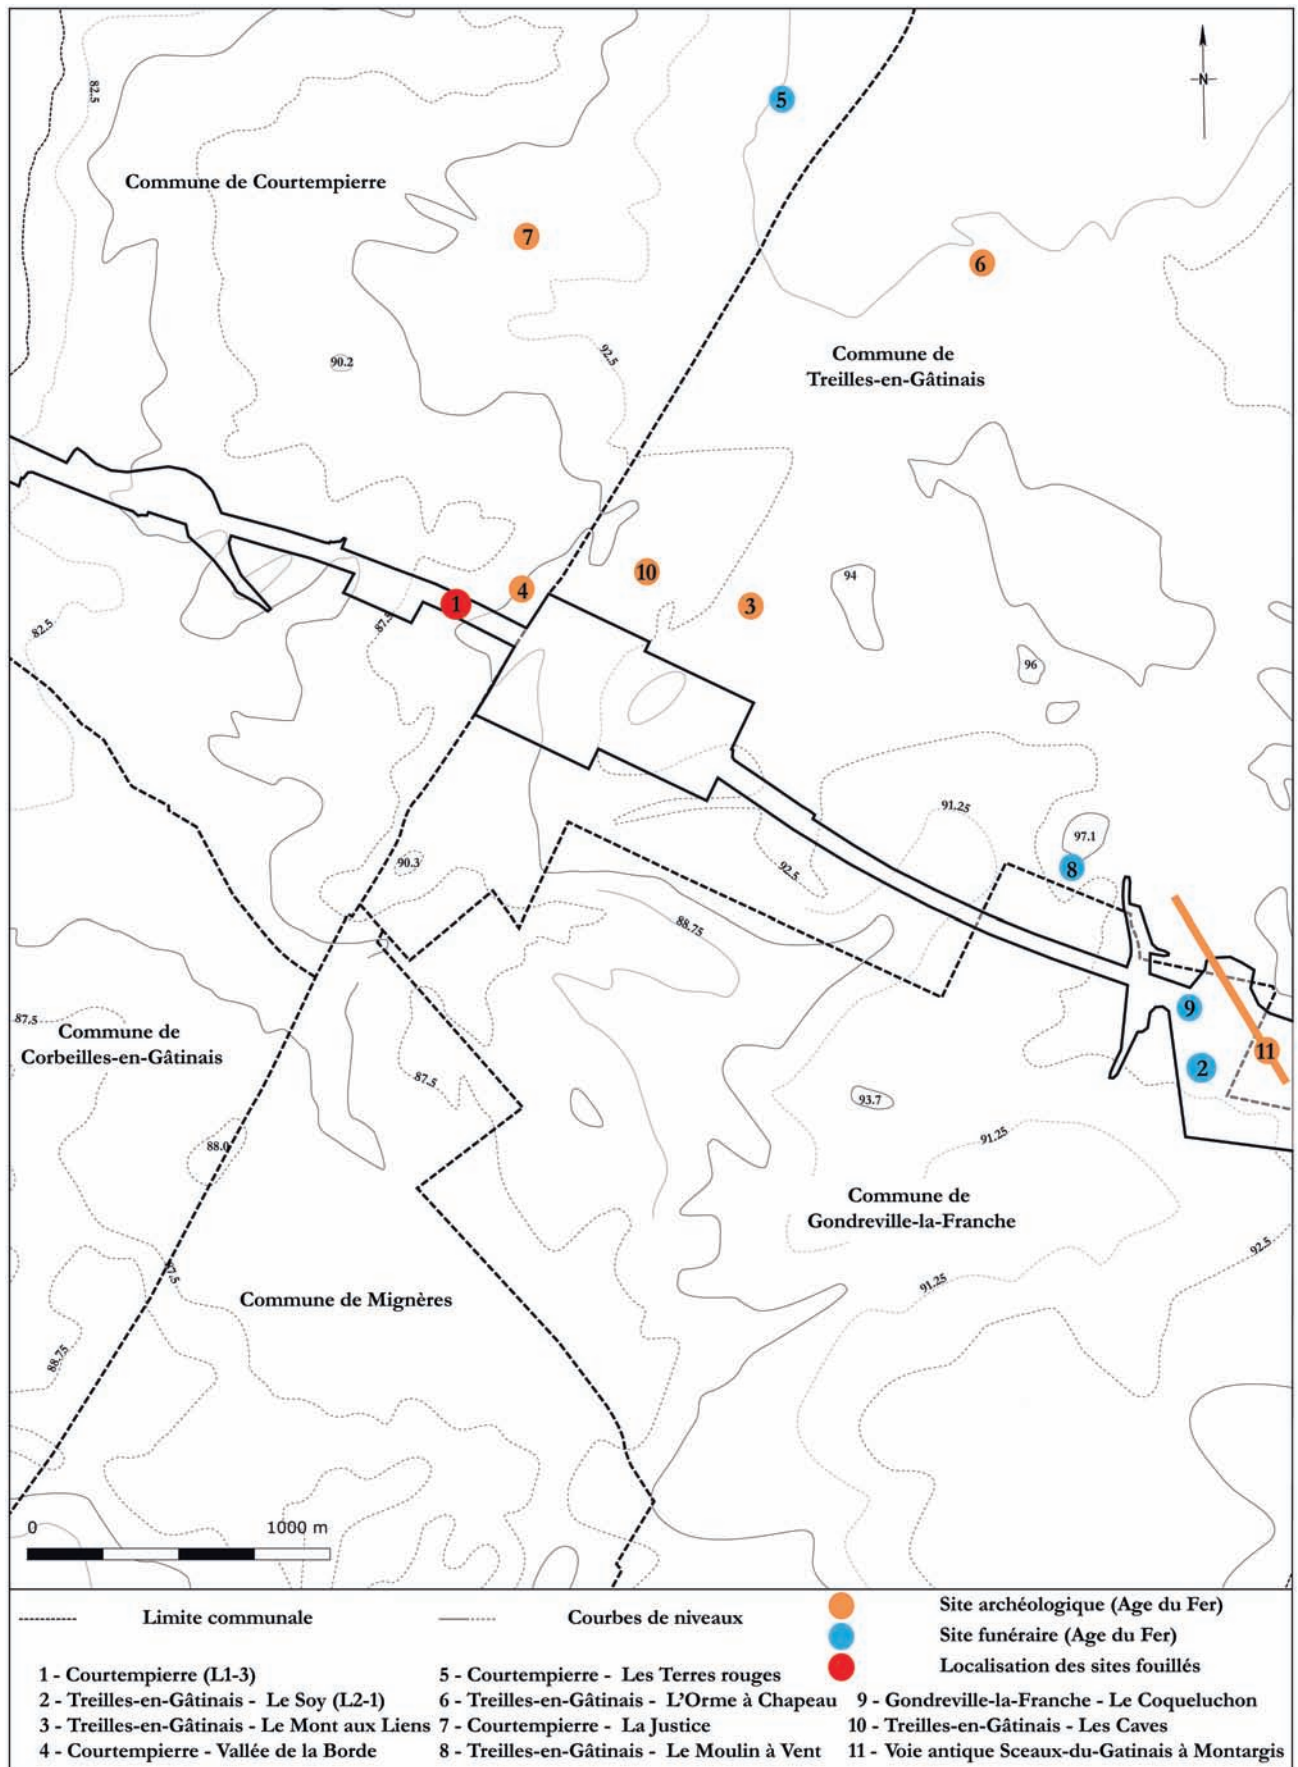 N
82.5
5
Commune de Courtempierre
7
6
92.5
90.2
Commune de
Treilles-en-Gâtinais
10
94
4
1
3
87.5
82.5
96
91.25
97.1
90.3
92.5
8
88.75
9
87.5
Commune de
Corbeilles-en-Gâtinais
11
2
87.5
93.7
91.25
88.0
Commune de
Gondreville-la-Franche
92.5
87.5
91.25
Commune de Mignères
88.75
0 1000 m
Limite communale
Courbes de niveaux
Site archéologique (Age du Fer)
Site funéraire (Age du Fer)
Localisation des sites fouillés
1 - Courtempierre (L1-3)
2 - Treilles-en-Gâtinais - Le Soy (L2-1)
3 - Treilles-en-Gâtinais - Le Mont aux Liens
4 - Courtempierre - Vallée de la Borde
5 - Courtempierre - Les Terres rouges
6 - Treilles-en-Gâtinais - L'Orme à Chapeau
7 - Courtempierre - La Justice
8 - Treilles-en-Gâtinais - Le Moulin à Vent
9 - Gondreville-la-Franche - Le Coqueluchon
10 - Treilles-en-Gâtinais - Les Caves
11 - Voie antique Sceaux-du-Gatinais à Montargis